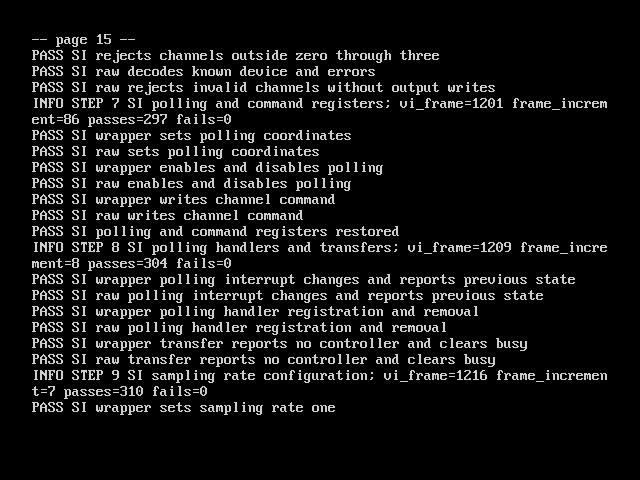 -- page 15 --
PASS SI rejects channels outside zero through three
PASS SI raw decodes known device and errors
PASS SI raw rejects invalid channels without output writes
INFO STEP 7 SI polling and command registers; vi_frame=1201 frame_increm
ent=86 passes=297 fails=0
PASS SI wrapper sets polling coordinates
PASS SI raw sets polling coordinates
PASS SI wrapper enables and disables polling
PASS SI raw enables and disables polling
PASS SI wrapper writes channel command
PASS SI raw writes channel command
PASS SI polling and command registers restored
INFO STEP 8 SI polling handlers and transfers; vi_frame=1209 frame_incre
ment=8 passes=304 fails=0
PASS SI wrapper polling interrupt changes and reports previous state
PASS SI raw polling interrupt changes and reports previous state
PASS SI wrapper polling handler registration and removal
PASS SI raw polling handler registration and removal
PASS SI wrapper transfer reports no controller and clears busy
PASS SI raw transfer reports no controller and clears busy
INFO STEP 9 SI sampling rate configuration; vi_frame=1216 frame_incremen
t=7 passes=310 fails=0
PASS SI wrapper sets sampling rate one